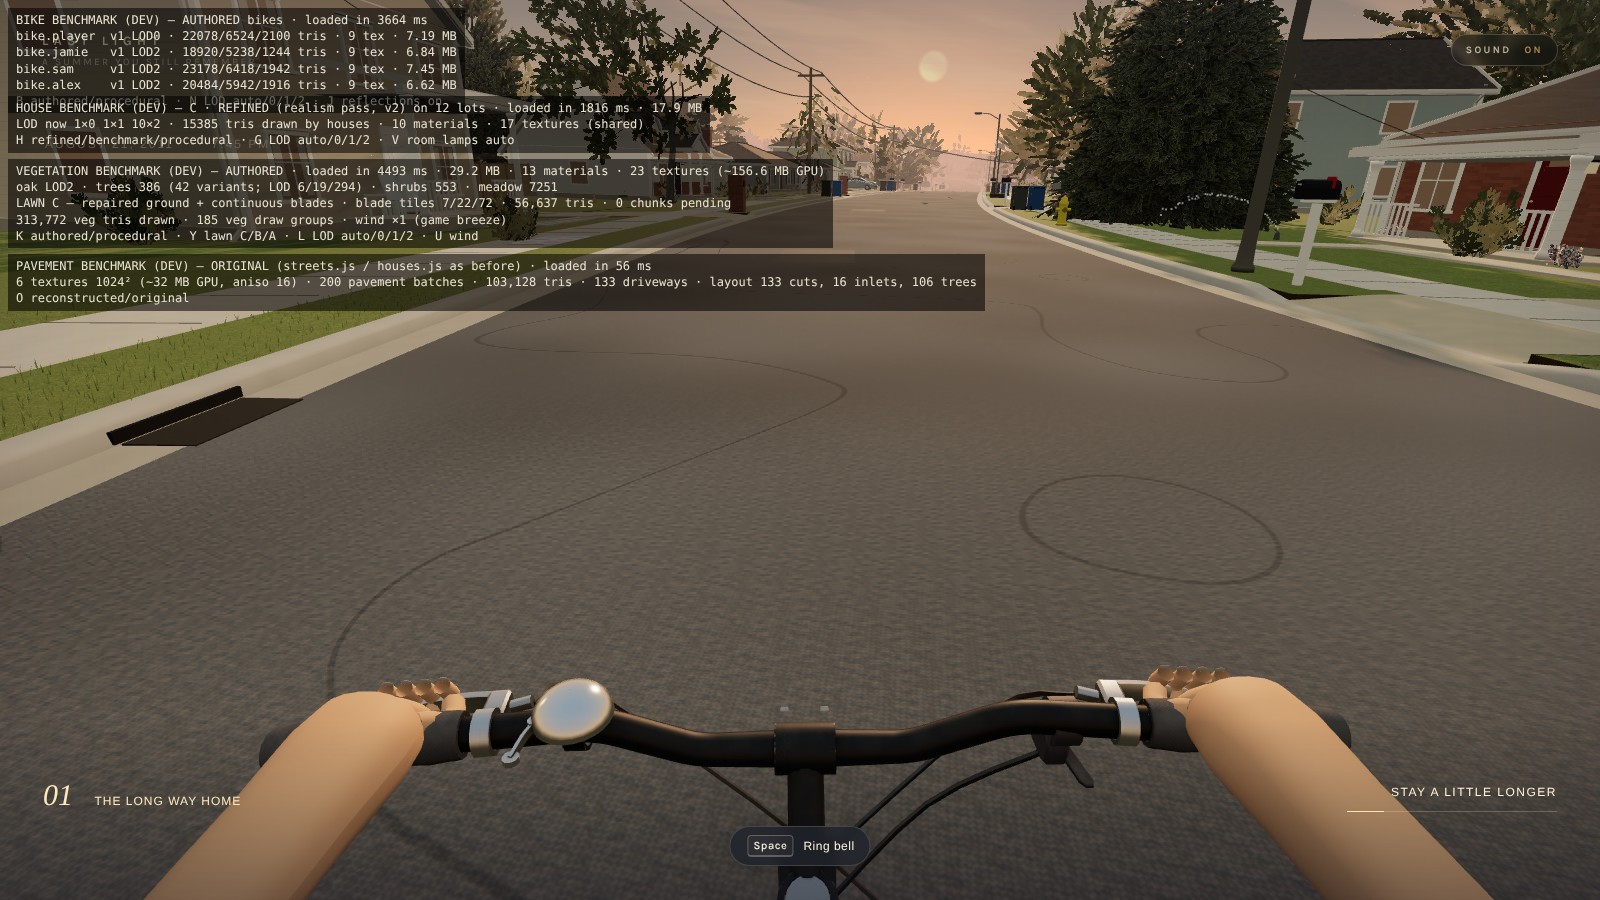 BIKE BENCHMARK (DEV) — AUTHORED bikes · loaded in 3664 ms
bike.player v1 LOD0 · 22078/6524/2100 tris · 9 tex · 7.19 MB
bike.jamie v1 LOD2 · 18920/5238/1244 tris · 9 tex · 6.84 MB
bike.sam v1 LOD2 · 23178/6418/1942 tris · 9 tex · 7.45 MB
bike.alex v1 LOD2 · 20484/5942/1916 tris · 9 tex · 6.62 MB
B authored/procedural · N LOD auto/0/1/2 · J reflections on
HOUSE BENCHMARK (DEV) — C · REFINED (realism pass, v2) on 12 lots · loaded in 1816 ms · 17.9 MB
LOD now 1×0 1×1 10×2 · 15385 tris drawn by houses · 10 materials · 17 textures (shared)
H refined/benchmark/procedural · G LOD auto/0/1/2 · V room lamps auto
VEGETATION BENCHMARK (DEV) — AUTHORED · loaded in 4493 ms · 29.2 MB · 13 materials · 23 textures (~156.6 MB GPU)
oak LOD2 · trees 386 (42 variants; LOD 6/19/294) · shrubs 553 · meadow 7251
LAWN C — repaired ground + continuous blades · blade tiles 7/22/72 · 56,637 tris · 0 chunks pending
313,772 veg tris drawn · 185 veg draw groups · wind ×1 (game breeze)
K authored/procedural · Y lawn C/B/A · L LOD auto/0/1/2 · U wind
PAVEMENT BENCHMARK (DEV) — ORIGINAL (streets.js / houses.js as before) · loaded in 56 ms
6 textures 1024² (~32 MB GPU, aniso 16) · 200 pavement batches · 103,128 tris · 133 driveways · layout 133 cuts, 16 inlets, 106 trees
O reconstructed/original
SOUND ON
01 THE LONG WAY HOME
STAY A LITTLE LONGER
Space Ring bell